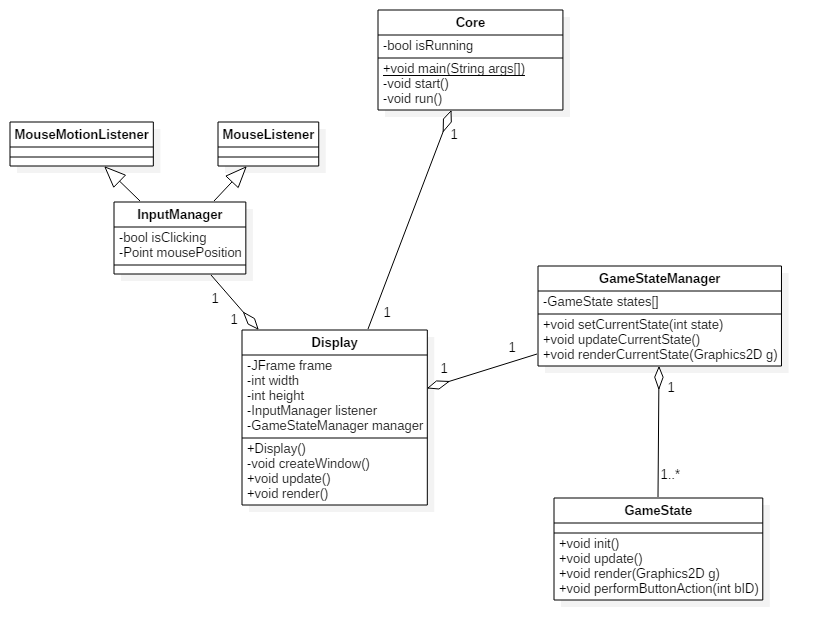 Core
-bool isRunning
+void main(String args[])
-void start()
-void run()
1
MouseMotionListener
MouseListener
InputManager
-bool isClicking
-Point mousePosition
1
1
1
Display
-JFrame frame
-int width
-int height
-InputManager listener
-GameStateManager manager
+Display()
-void createWindow()
+void update()
+void render()
1
1
GameStateManager
-GameState states[]
+void setCurrentState(int state)
+void updateCurrentState()
+void renderCurrentState(Graphics2D g)
1
1..*
GameState
+void init()
+void update()
+void render(Graphics2D g)
+void performButtonAction(int bID)